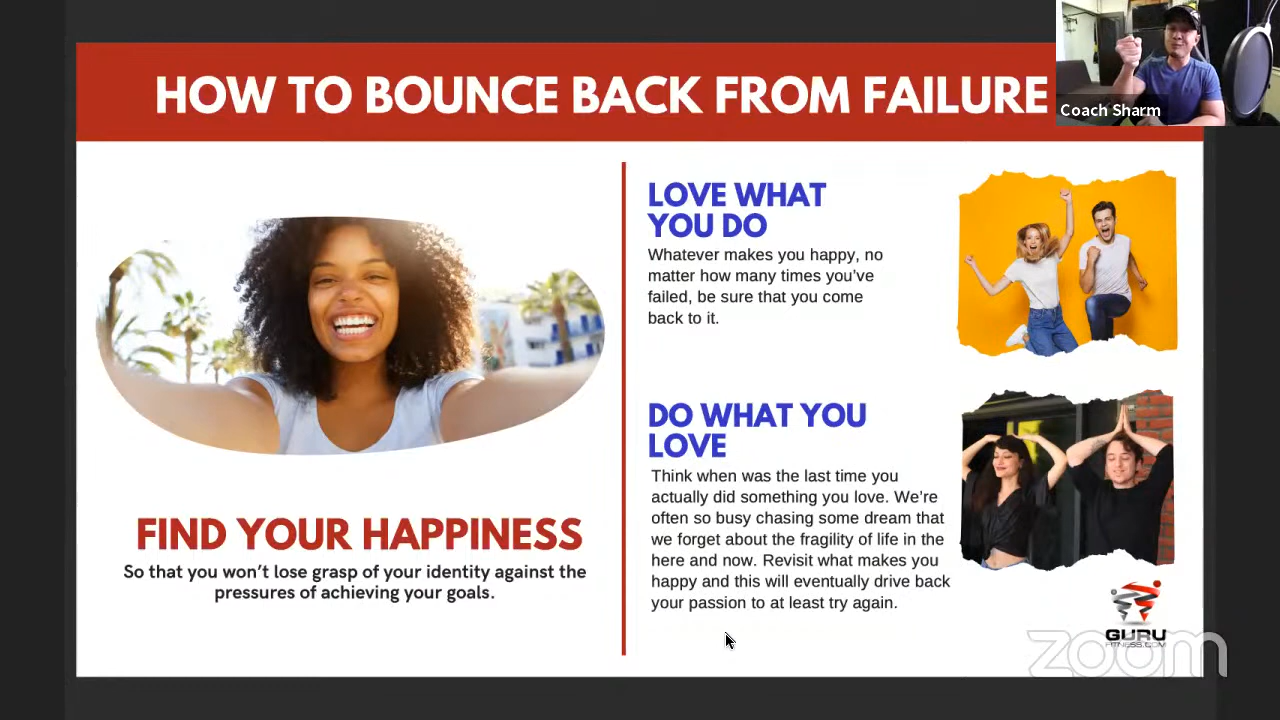 HOW TO BOUNCE BACK FROM FAILURE
Coach Sharm
FIND YOUR HAPPINESS
So that you won't lose grasp of your identity against the
pressures of achieving your goals.
LOVE WHAT
YOU DO
Whatever makes you happy, no
matter how many times you've
failed, be sure that you come
back to it.
DO WHAT YOU
LOVE
Think when was the last time you
actually did something you love. We're
often so busy chasing some dream that
we forget about the fragility of life in the
here and now. Revisit what makes you
happy and this will eventually drive back
your passion to at least try again.
GURU
FITNESS.COM
zoom